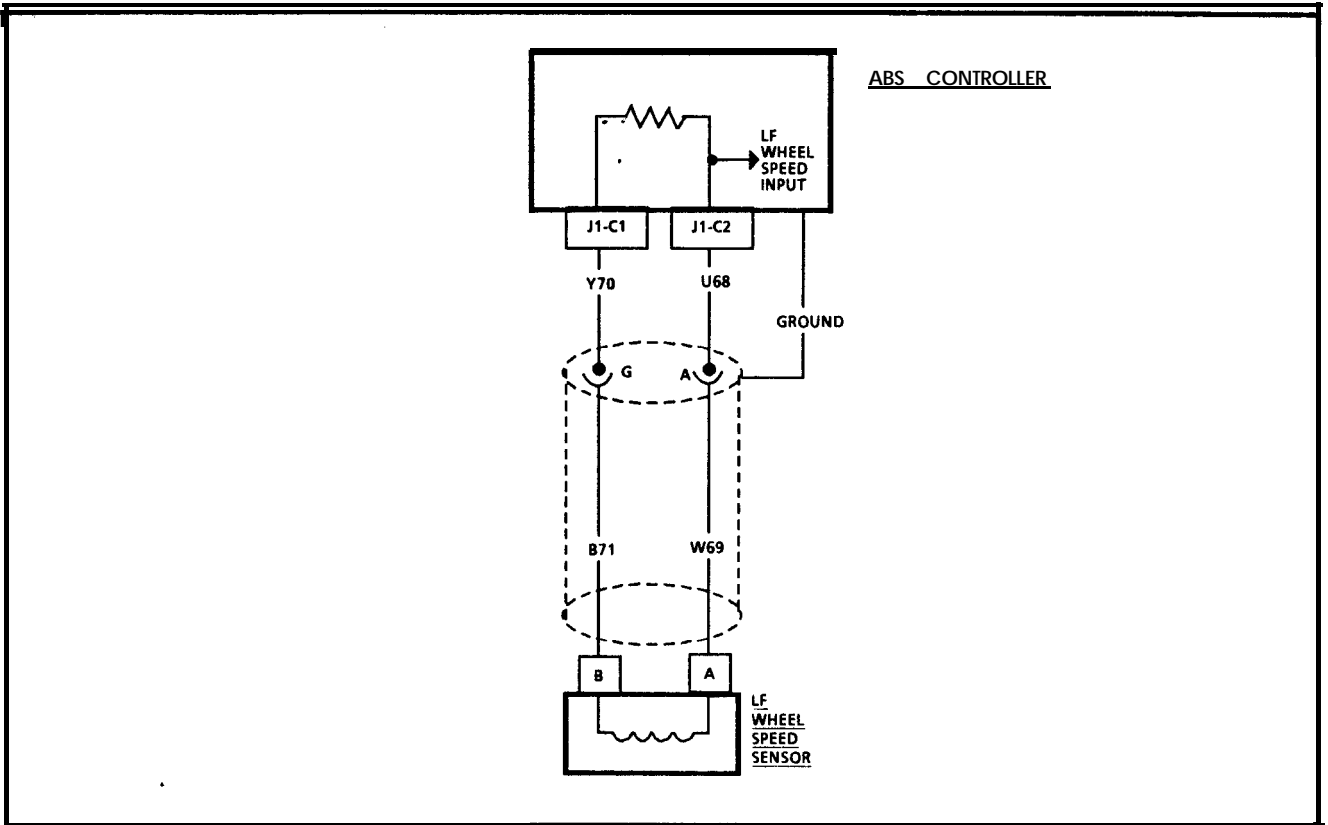 ABS CONTROLLER
LF
WHEEL
SPEED
INPUT
J1-C1
J1-C2
Y70
U68
GROUND
G
A
B71
W69
B
A
LF
WHEEL
SPEED
SENSOR